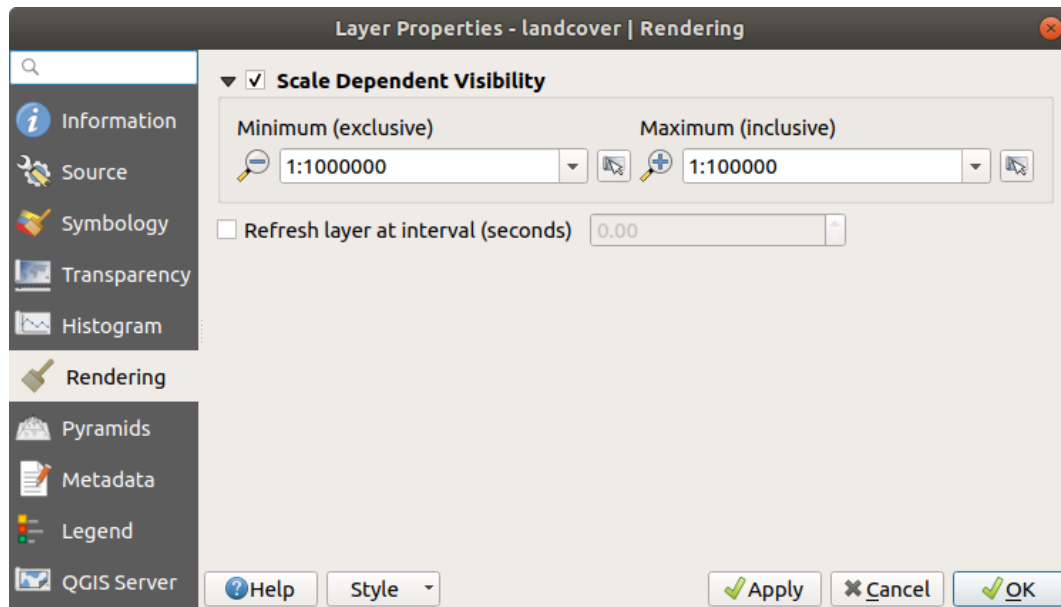 Layer Properties - landcover | Rendering
Information
Source
Symbology
Transparency
Histogram
Rendering
Pyramids
Metadata
Legend
QGIS Server
Scale Dependent Visibility
Minimum (exclusive) Maximum (inclusive)
1:1000000 1:100000
Refresh layer at interval (seconds) 0.00
Help Style Apply Cancel OK